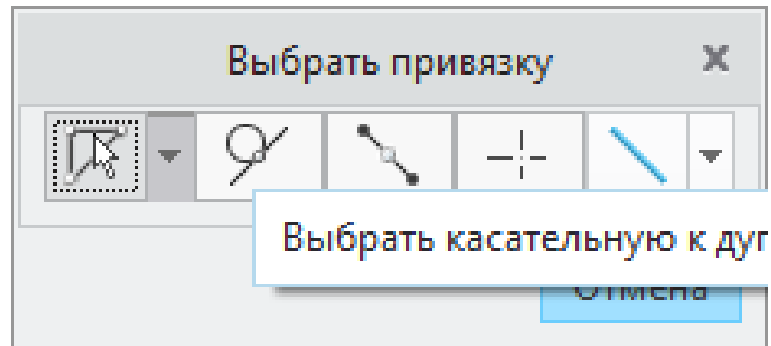 Выбрать привязку
Выбрать касательную к дуг
Отмена